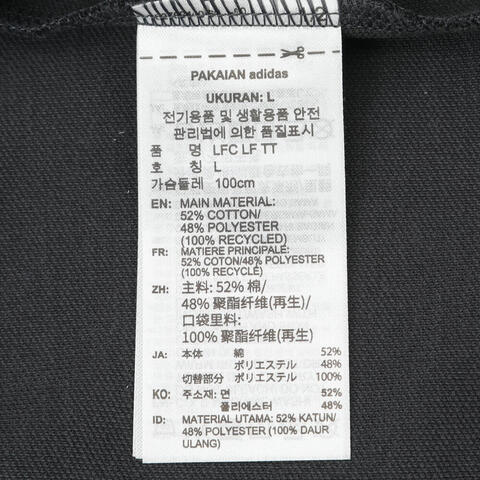 PAKAIAN adidas
UKURAN: L
전기용품 및 생활용품 안전
관리법에 의한 품질표시
품 명 LFC LF TT
호 칭 L
가슴둘레 100cm
EN: MAIN MATERIAL:
52% COTTON/
48% POLYESTER
(100% RECYCLED)
FR: MATIERE PRINCIPALE:
52% COTON/48% POLYESTER
(100% RECYCLÉ)
ZH: 主料: 52% 棉/
48% 聚酯纤维(再生)/
口袋里料:
100% 聚酯纤维(再生)
JA: 本体 綿 52%
ポリエステル 48%
切替部分 ポリエステル 100%
KO: 주소재: 면 52%
폴리에스터 48%
ID: MATERIAL UTAMA: 52% KATUN/
48% POLYESTER (100% DAUR
ULANG)